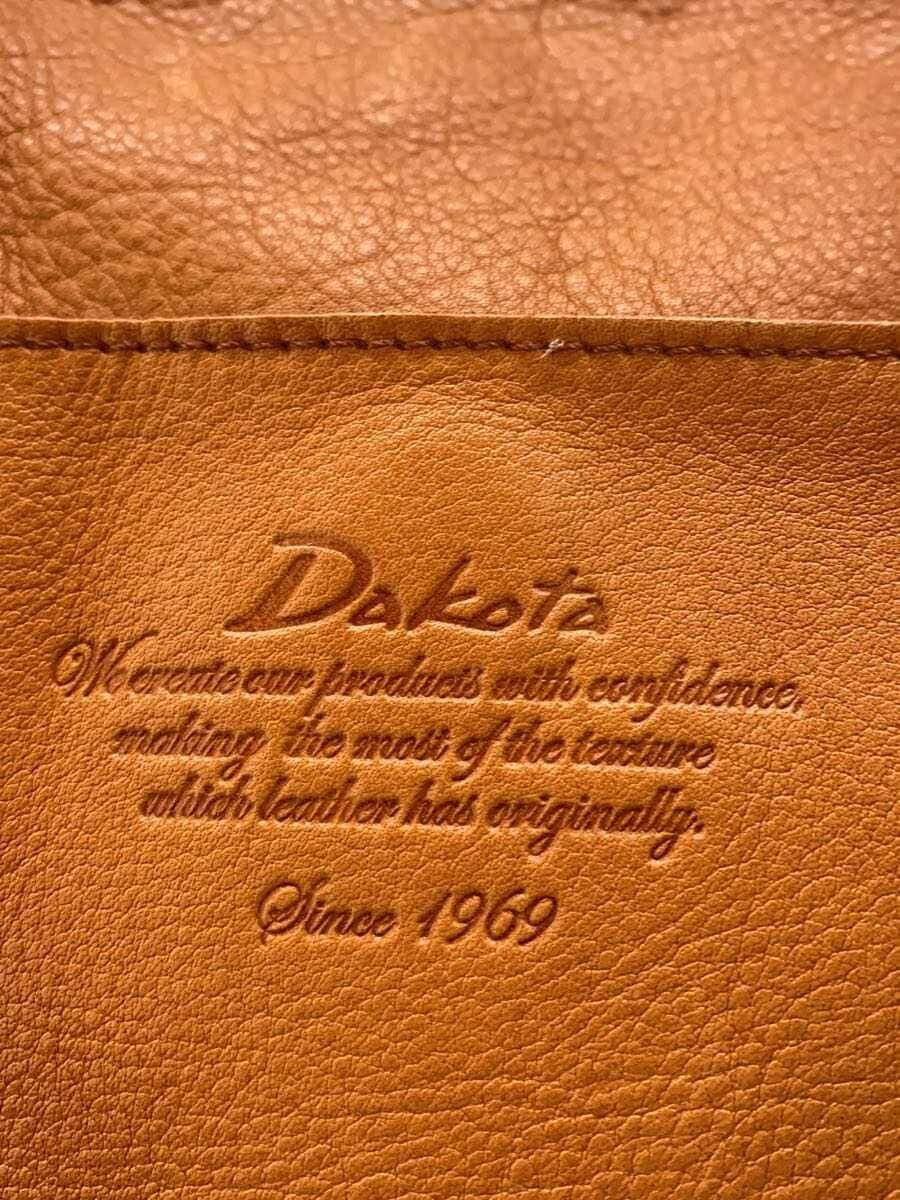 Dakota
We create our products with confidence,
making the most of the texture
which leather has originally.
Since 1969